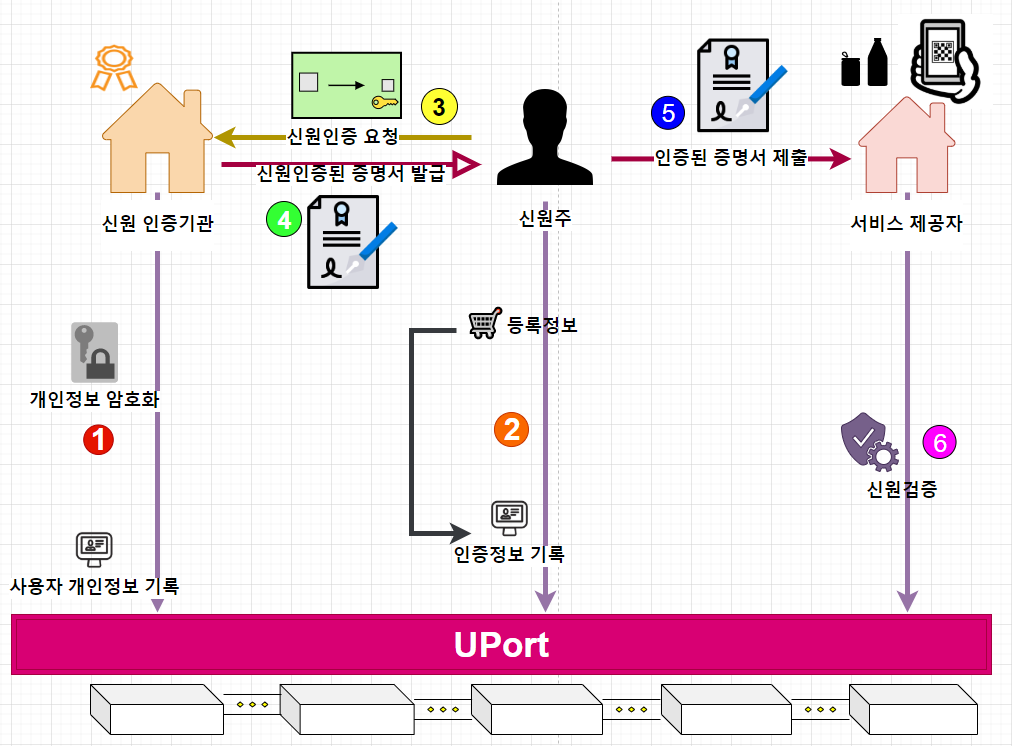 3
신원인증 요청
5
인증된 증명서 제출
신원인증된 증명서 발급
4
신원 인증기관
신원주
서비스 제공자
등록정보
개인정보 암호화
1
2
6
신원검증
인증정보 기록
사용자 개인정보 기록
UPort